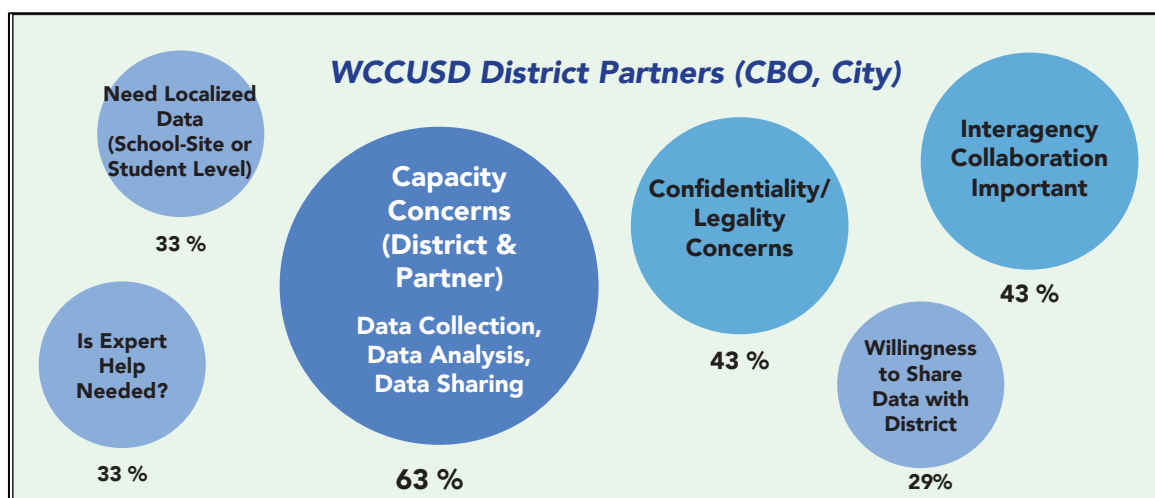 WCCUSD District Partners (CBO, City)
Need Localized
Data
(School-Site or
Student Level)
33 %
Capacity
Concerns
(District &
Partner)
Data Collection,
Data Analysis,
Data Sharing
63 %
Confidentiality/
Legality
Concerns
43 %
Interagency
Collaboration
Important
43 %
Is Expert
Help
Needed?
33 %
Willingness
to Share
Data with
District
29%